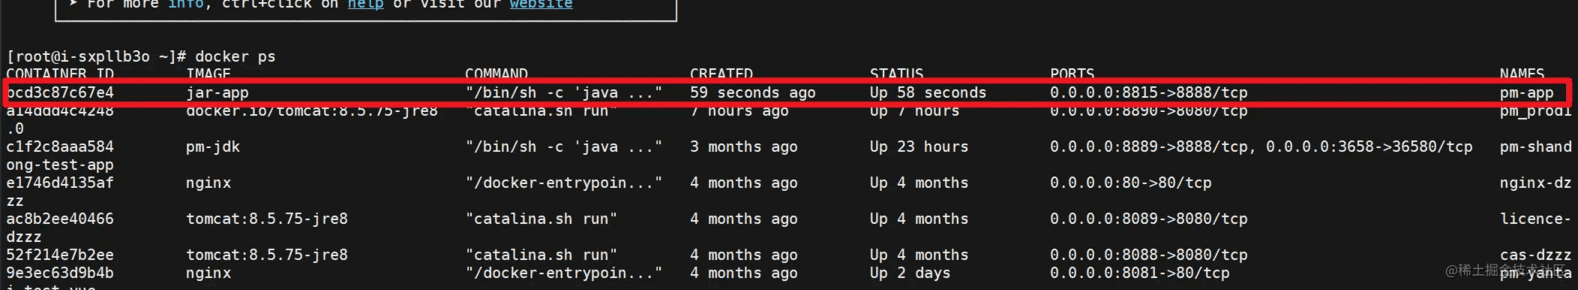 ➤ For more info, ctrl+click on help or visit our website
[root@i-sxpllb3o ~]# docker ps
CONTAINER ID IMAGE COMMAND CREATED STATUS PORTS NAMES
bcd3c87c67e4 jar-app "/bin/sh -c 'java ..." 59 seconds ago Up 58 seconds 0.0.0.0:8815->8888/tcp pm-app
a14ddd4c4248 docker.io/tomcat:8.5.75-jre8 "catalina.sh run" 7 hours ago Up 7 hours 0.0.0.0:8890->8080/tcp pm_prod1
.0
c1f2c8aaa584 pm-jdk "/bin/sh -c 'java ..." 3 months ago Up 23 hours 0.0.0.0:8889->8888/tcp, 0.0.0.0:3658->36580/tcp pm-shand
ong-test-app
e1746d4135af nginx "/docker-entrypoin..." 4 months ago Up 4 months 0.0.0.0:80->80/tcp nginx-dz
zz
ac8b2ee40466 tomcat:8.5.75-jre8 "catalina.sh run" 4 months ago Up 4 months 0.0.0.0:8089->8080/tcp licence-
dzzz
52f214e7b2ee tomcat:8.5.75-jre8 "catalina.sh run" 4 months ago Up 4 months 0.0.0.0:8088->8080/tcp cas-dzzz
9e3ec63d9b4b nginx "/docker-entrypoin..." 4 months ago Up 2 days 0.0.0.0:8081->80/tcp pm-yanta
i-test-vue
@稀土掘金技术社区